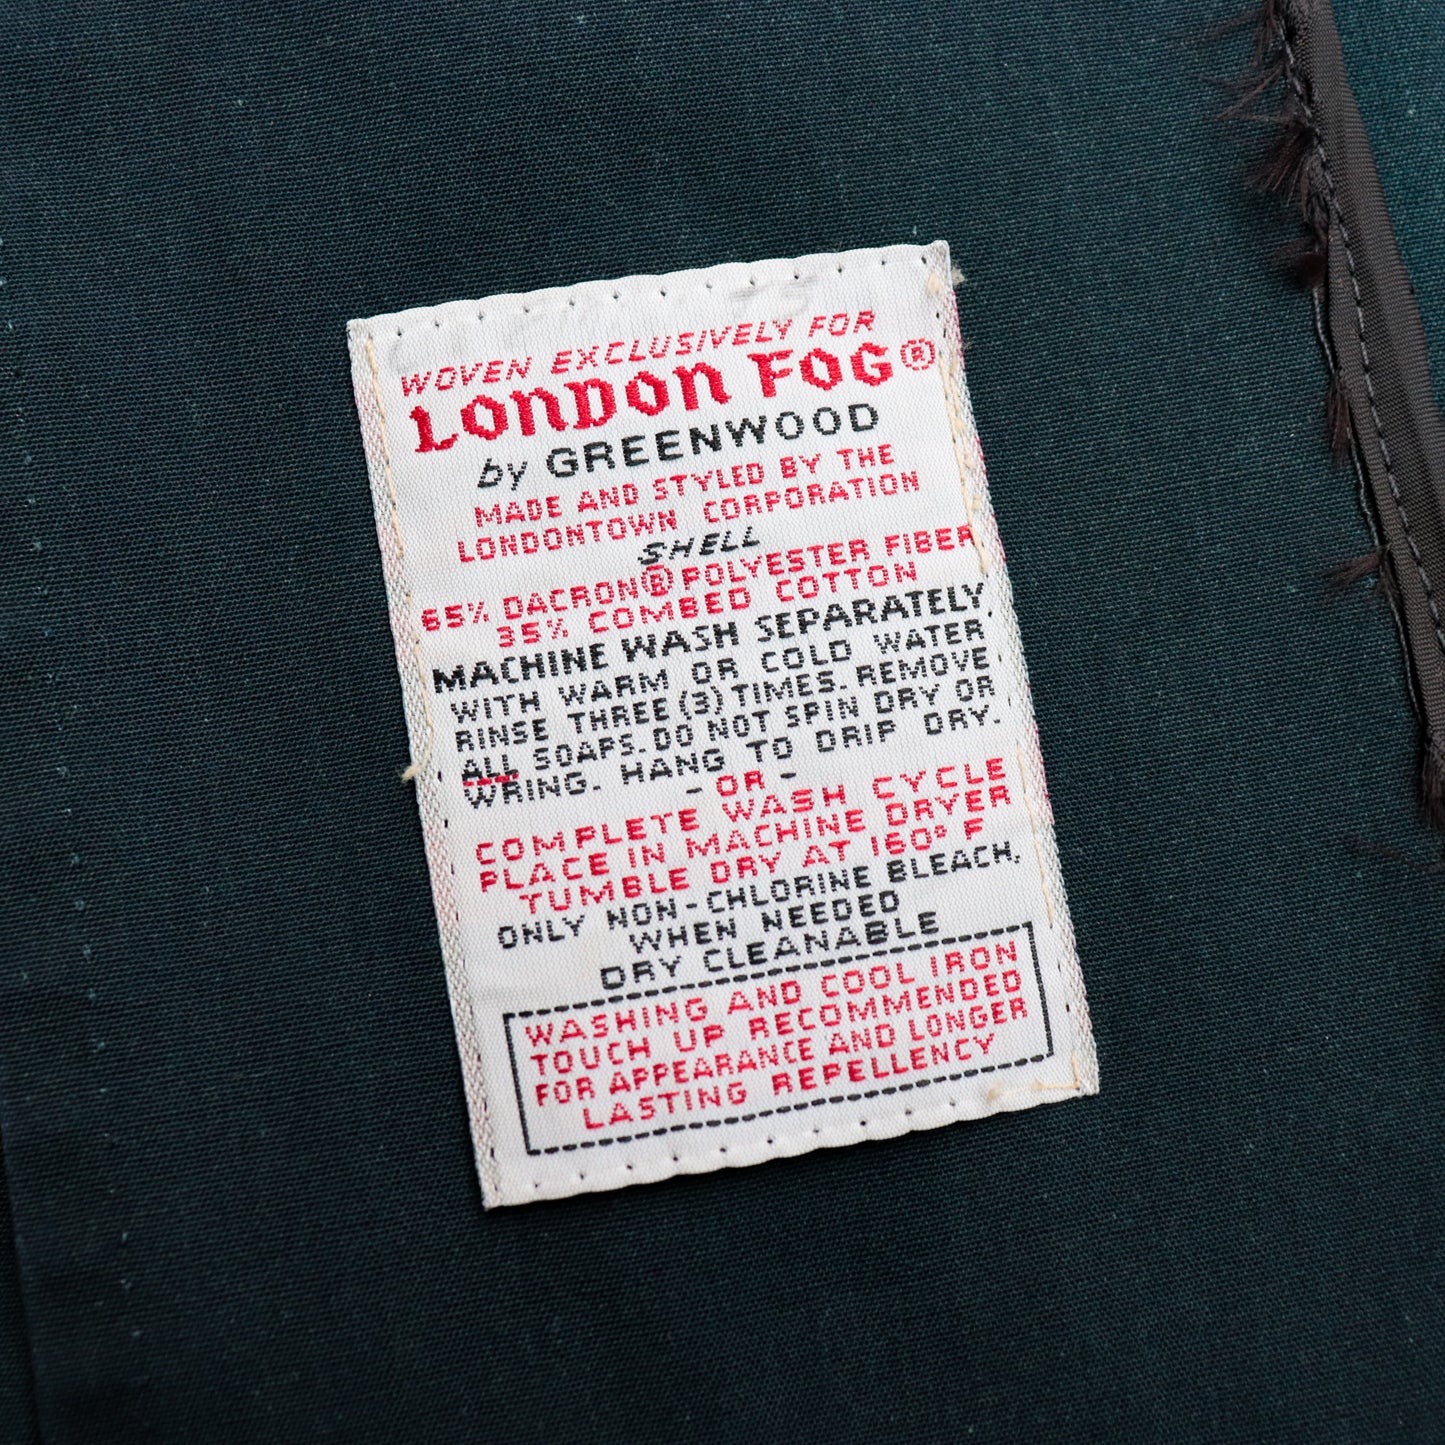 WOVEN EXCLUSIVELY FOR
LONDON FOG®
by GREENWOOD
MADE AND STYLED BY THE
LONDONTOWN CORPORATION
SHELL
65% DACRON® POLYESTER FIBER
35% COMBED COTTON
MACHINE WASH SEPARATELY
WITH WARM OR COLD WATER
RINSE THREE (3) TIMES. REMOVE
ALL SOAPS. DO NOT SPIN DRY OR
WRING. HANG TO DRIP DRY.
- OR -
COMPLETE WASH CYCLE
PLACE IN MACHINE DRYER
TUMBLE DRY AT 160° F
ONLY NON-CHLORINE BLEACH,
WHEN NEEDED
DRY CLEANABLE
WASHING AND COOL IRON
TOUCH UP RECOMMENDED
FOR APPEARANCE AND LONGER
LASTING REPELLENCY